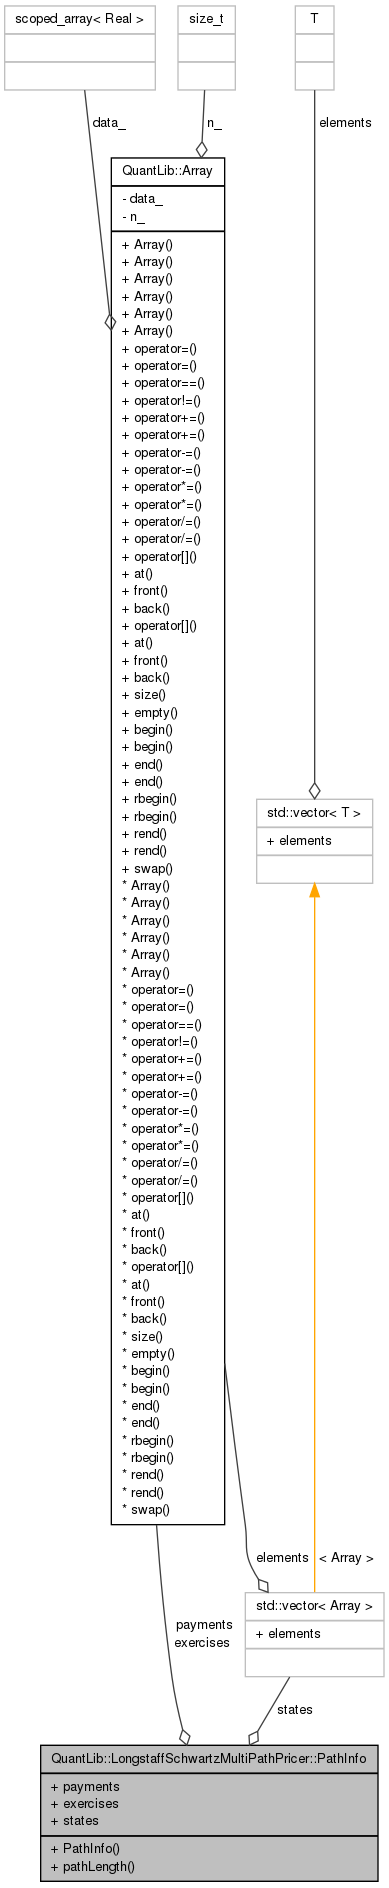 scoped_array< Real >
size_t
T
data_
n_
elements
QuantLib::Array
- data_
- n_
+ Array()
+ Array()
+ Array()
+ Array()
+ Array()
+ Array()
+ operator=()
+ operator=()
+ operator==()
+ operator!=()
+ operator+=()
+ operator+=()
+ operator-=()
+ operator-=()
+ operator*=()
+ operator*=()
+ operator/=()
+ operator/=()
+ operator[]()
+ at()
+ front()
+ back()
+ operator[]()
+ at()
+ front()
+ back()
+ size()
+ empty()
+ begin()
+ begin()
+ end()
+ end()
+ rbegin()
+ rbegin()
+ rend()
+ rend()
+ swap()
* Array()
* Array()
* Array()
* Array()
* Array()
* Array()
* operator=()
* operator=()
* operator==()
* operator!=()
* operator+=()
* operator+=()
* operator-=()
* operator-=()
* operator*=()
* operator*=()
* operator/=()
* operator/=()
* operator[]()
* at()
* front()
* back()
* operator[]()
* at()
* front()
* back()
* size()
* empty()
* begin()
* begin()
* end()
* end()
* rbegin()
* rbegin()
* rend()
* rend()
* swap()
std::vector< T >
+ elements
elements
< Array >
std::vector< Array >
+ elements
payments
exercises
states
QuantLib::LongstaffSchwartzMultiPathPricer::PathInfo
+ payments
+ exercises
+ states
+ PathInfo()
+ pathLength()